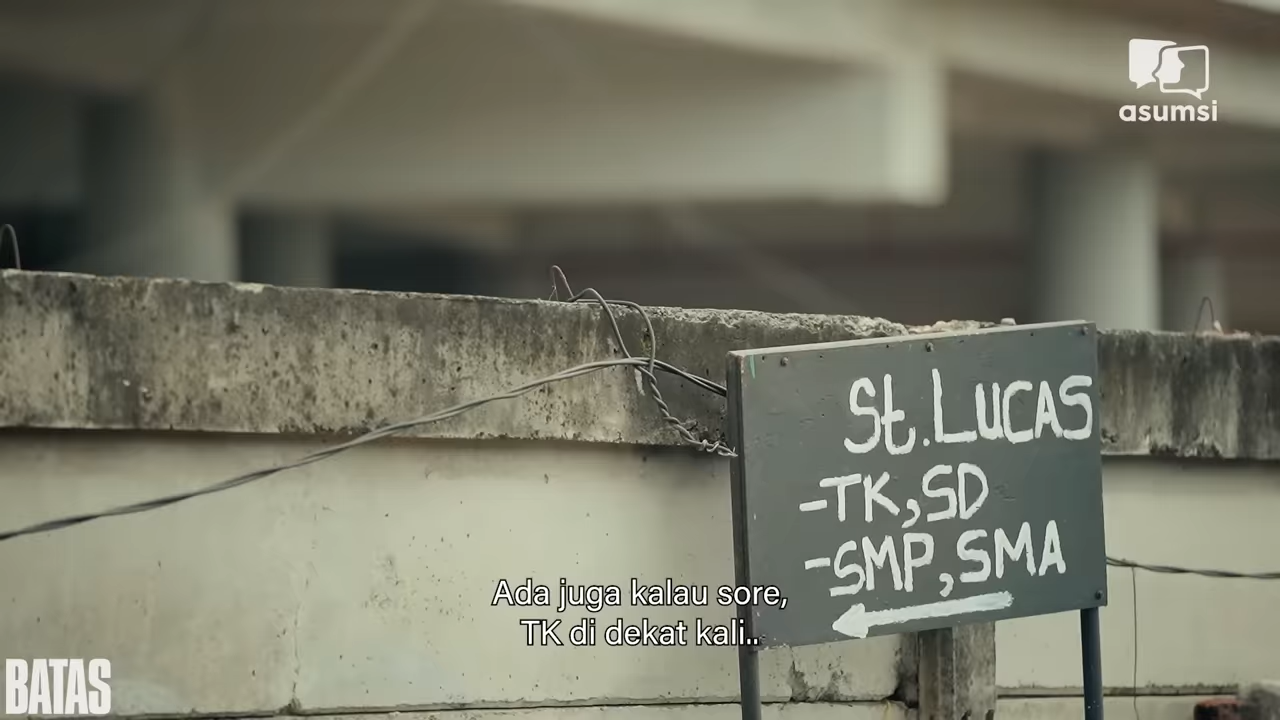 asumsi
St. LUCAS
-TK, SD
-SMP, SMA
Ada juga kalau sore,
TK di dekat kali..
BATAS